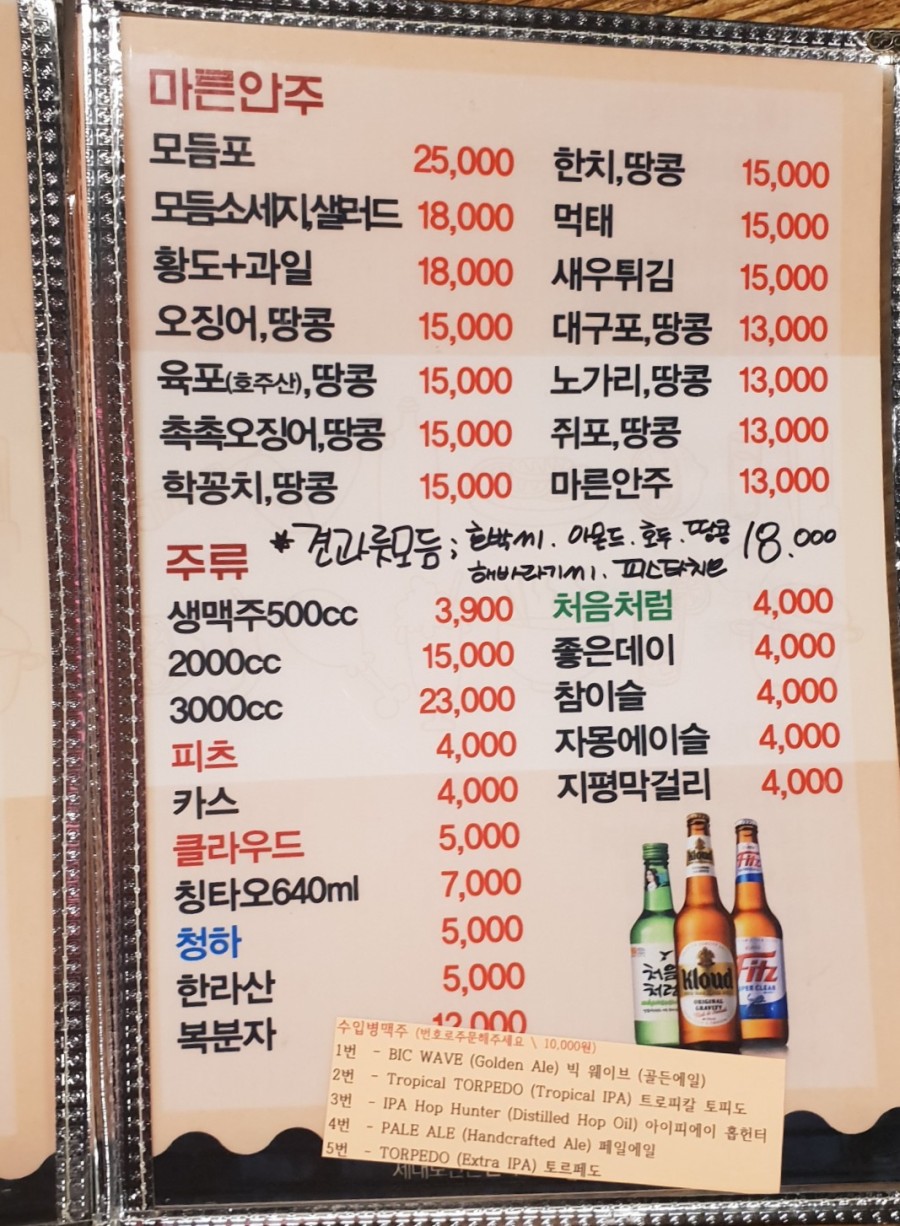 마른안주
모듬포 25,000
모듬소세지,샐러드 18,000
황도+과일 18,000
오징어,땅콩 15,000
육포(호주산),땅콩 15,000
촉촉오징어,땅콩 15,000
학꽁치,땅콩 15,000
한치,땅콩 15,000
먹태 15,000
새우튀김 15,000
대구포,땅콩 13,000
노가리,땅콩 13,000
쥐포,땅콩 13,000
마른안주 13,000
*견과류모듬; 호박씨. 아몬드. 호두. 땅콩 18.000
해바라기씨. 피스타치오
주류
생맥주500cc 3,900
2000cc 15,000
3000cc 23,000
피츠 4,000
카스 4,000
클라우드 5,000
칭타오640ml 7,000
청하 5,000
한라산 5,000
복분자 12,000
처음처럼 4,000
좋은데이 4,000
참이슬 4,000
자몽에이슬 4,000
지평막걸리 4,000
처음
처럼
Kloud
Kloud
ORIGINAL
GRAVITY
Fitz
Fitz
SUPER CLEAR
수입병맥주 (번호로주문해주세요 \ 10,000원)
1번 - BIC WAVE (Golden Ale) 빅 웨이브 (골든에일)
2번 - Tropical TORPEDO (Tropical IPA) 트로피칼 토피도
3번 - IPA Hop Hunter (Distilled Hop Oil) 아이피에이 홉헌터
4번 - PALE ALE (Handcrafted Ale) 페일에일
5번 - TORPEDO (Extra IPA) 토르페도